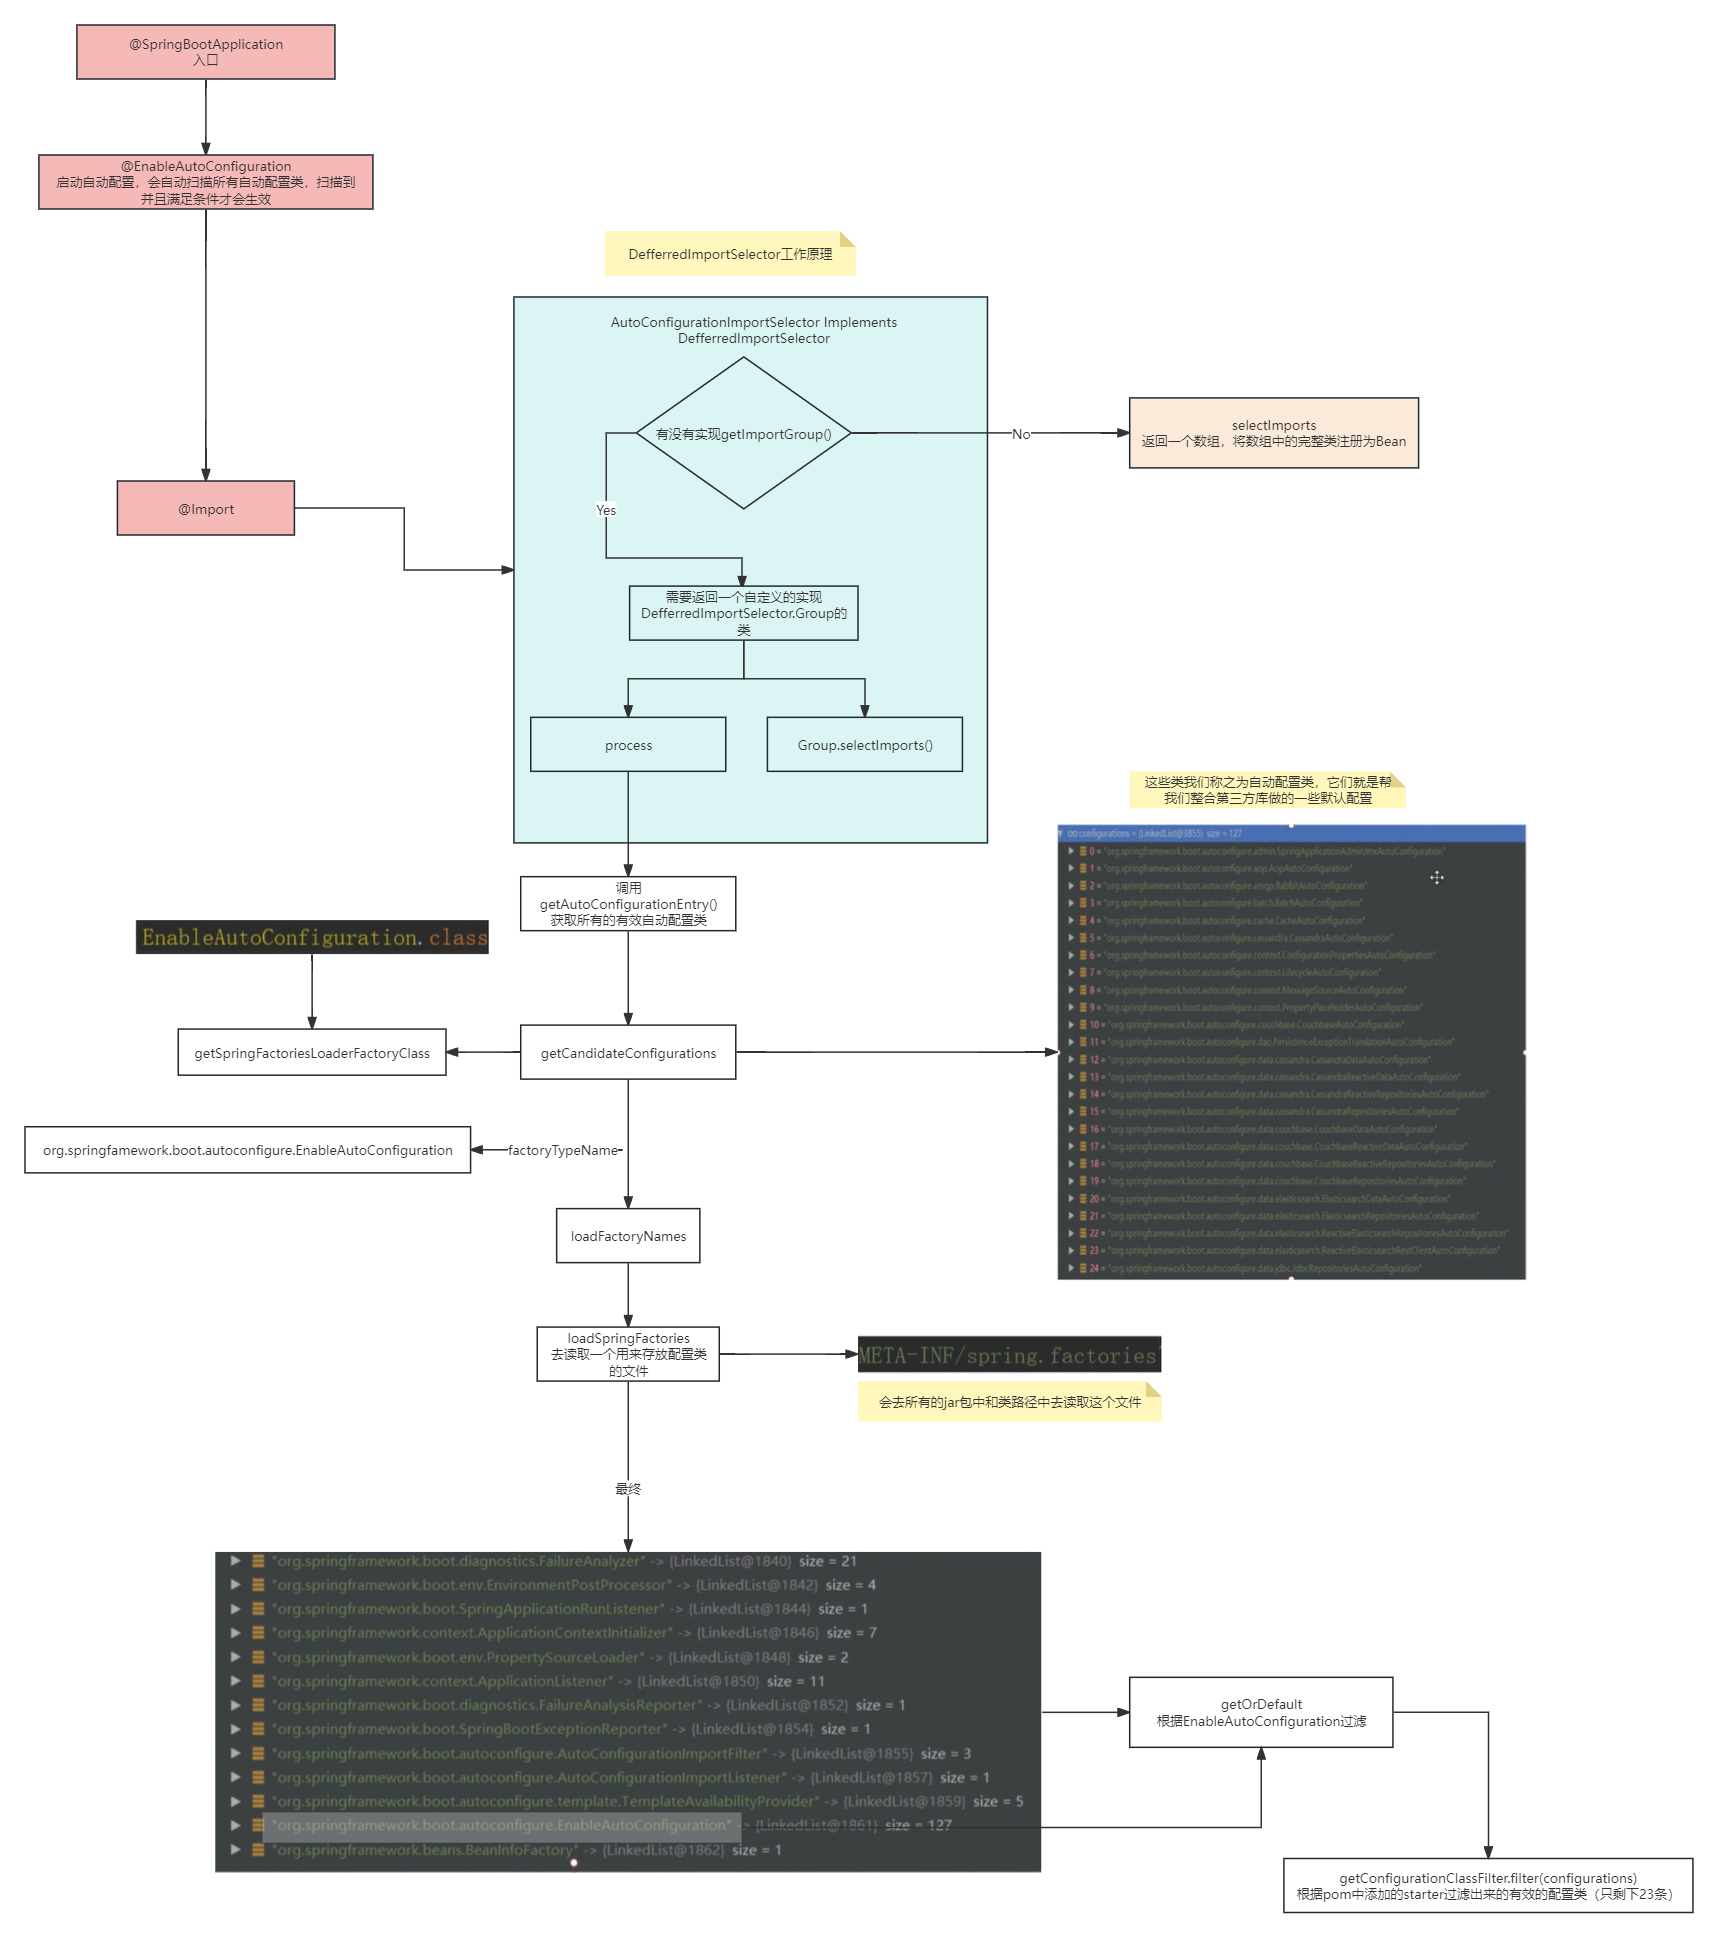 @SpringBootApplication
入口
@EnableAutoConfiguration
启动自动配置，会自动扫描所有自动配置类，扫描到
并且满足条件才会生效
DefferredImportSelector工作原理
AutoConfigurationImportSelector Implements
DefferredImportSelector
有没有实现getImportGroup()
No
selectImports
返回一个数组，将数组中的完整类注册为Bean
Yes
@Import
需要返回一个自定义的实现
DefferredImportSelector.Group的
类
process
Group.selectImports()
这些类我们称之为自动配置类，它们就是帮
我们整合第三方库做的一些默认配置
configurations = {LinkedList@3855} size = 127
0 = "org.springframework.boot.autoconfigure.admin.SpringApplicationAdminJmxAutoConfiguration"
1 = "org.springframework.boot.autoconfigure.aop.AopAutoConfiguration"
2 = "org.springframework.boot.autoconfigure.amqp.RabbitAutoConfiguration"
3 = "org.springframework.boot.autoconfigure.batch.BatchAutoConfiguration"
4 = "org.springframework.boot.autoconfigure.cache.CacheAutoConfiguration"
5 = "org.springframework.boot.autoconfigure.cassandra.CassandraAutoConfiguration"
6 = "org.springframework.boot.autoconfigure.context.ConfigurationPropertiesAutoConfiguration"
7 = "org.springframework.boot.autoconfigure.context.LifecycleAutoConfiguration"
8 = "org.springframework.boot.autoconfigure.context.MessageSourceAutoConfiguration"
9 = "org.springframework.boot.autoconfigure.context.PropertyPlaceholderAutoConfiguration"
10 = "org.springframework.boot.autoconfigure.couchbase.CouchbaseAutoConfiguration"
11 = "org.springframework.boot.autoconfigure.dao.PersistenceExceptionTranslationAutoConfiguration"
12 = "org.springframework.boot.autoconfigure.data.cassandra.CassandraDataAutoConfiguration"
13 = "org.springframework.boot.autoconfigure.data.cassandra.CassandraReactiveDataAutoConfiguration"
14 = "org.springframework.boot.autoconfigure.data.cassandra.CassandraReactiveRepositoriesAutoConfiguration"
15 = "org.springframework.boot.autoconfigure.data.cassandra.CassandraRepositoriesAutoConfiguration"
16 = "org.springframework.boot.autoconfigure.data.couchbase.CouchbaseDataAutoConfiguration"
17 = "org.springframework.boot.autoconfigure.data.couchbase.CouchbaseReactiveDataAutoConfiguration"
18 = "org.springframework.boot.autoconfigure.data.couchbase.CouchbaseReactiveRepositoriesAutoConfiguration"
19 = "org.springframework.boot.autoconfigure.data.couchbase.CouchbaseRepositoriesAutoConfiguration"
20 = "org.springframework.boot.autoconfigure.data.elasticsearch.ElasticsearchDataAutoConfiguration"
21 = "org.springframework.boot.autoconfigure.data.elasticsearch.ElasticsearchRepositoriesAutoConfiguration"
22 = "org.springframework.boot.autoconfigure.data.elasticsearch.ReactiveElasticsearchRepositoriesAutoConfiguration"
23 = "org.springframework.boot.autoconfigure.data.elasticsearch.ReactiveElasticsearchRestClientAutoConfiguration"
24 = "org.springframework.boot.autoconfigure.data.jdbc.JdbcRepositoriesAutoConfiguration"
调用
getAutoConfigurationEntry()
获取所有的有效自动配置类
EnableAutoConfiguration.class
getSpringFactoriesLoaderFactoryClass
getCandidateConfigurations
org.springfamework.boot.autoconfigure.EnableAutoConfiguration
factoryTypeName
loadFactoryNames
loadSpringFactories
去读取一个用来存放配置类
的文件
META-INF/spring.factories"
会去所有的jar包中和类路径中去读取这个文件
最终
"org.springframework.boot.diagnostics.FailureAnalyzer" -> {LinkedList@1840} size = 21
"org.springframework.boot.env.EnvironmentPostProcessor" -> {LinkedList@1842} size = 4
"org.springframework.boot.SpringApplicationRunListener" -> {LinkedList@1844} size = 1
"org.springframework.context.ApplicationContextInitializer" -> {LinkedList@1846} size = 7
"org.springframework.boot.env.PropertySourceLoader" -> {LinkedList@1848} size = 2
"org.springframework.context.ApplicationListener" -> {LinkedList@1850} size = 11
"org.springframework.boot.diagnostics.FailureAnalysisReporter" -> {LinkedList@1852} size = 1
"org.springframework.boot.SpringBootExceptionReporter" -> {LinkedList@1854} size = 1
"org.springframework.boot.autoconfigure.AutoConfigurationImportFilter" -> {LinkedList@1855} size = 3
"org.springframework.boot.autoconfigure.AutoConfigurationImportListener" -> {LinkedList@1857} size = 1
"org.springframework.boot.autoconfigure.template.TemplateAvailabilityProvider" -> {LinkedList@1859} size = 5
"org.springframework.boot.autoconfigure.EnableAutoConfiguration" -> {LinkedList@1861} size = 127
"org.springframework.beans.BeanInfoFactory" -> {LinkedList@1862} size = 1
getOrDefault
根据EnableAutoConfiguration过滤
getConfigurationClassFilter.filter(configurations)
根据pom中添加的starter过滤出来的有效的配置类（只剩下23条）